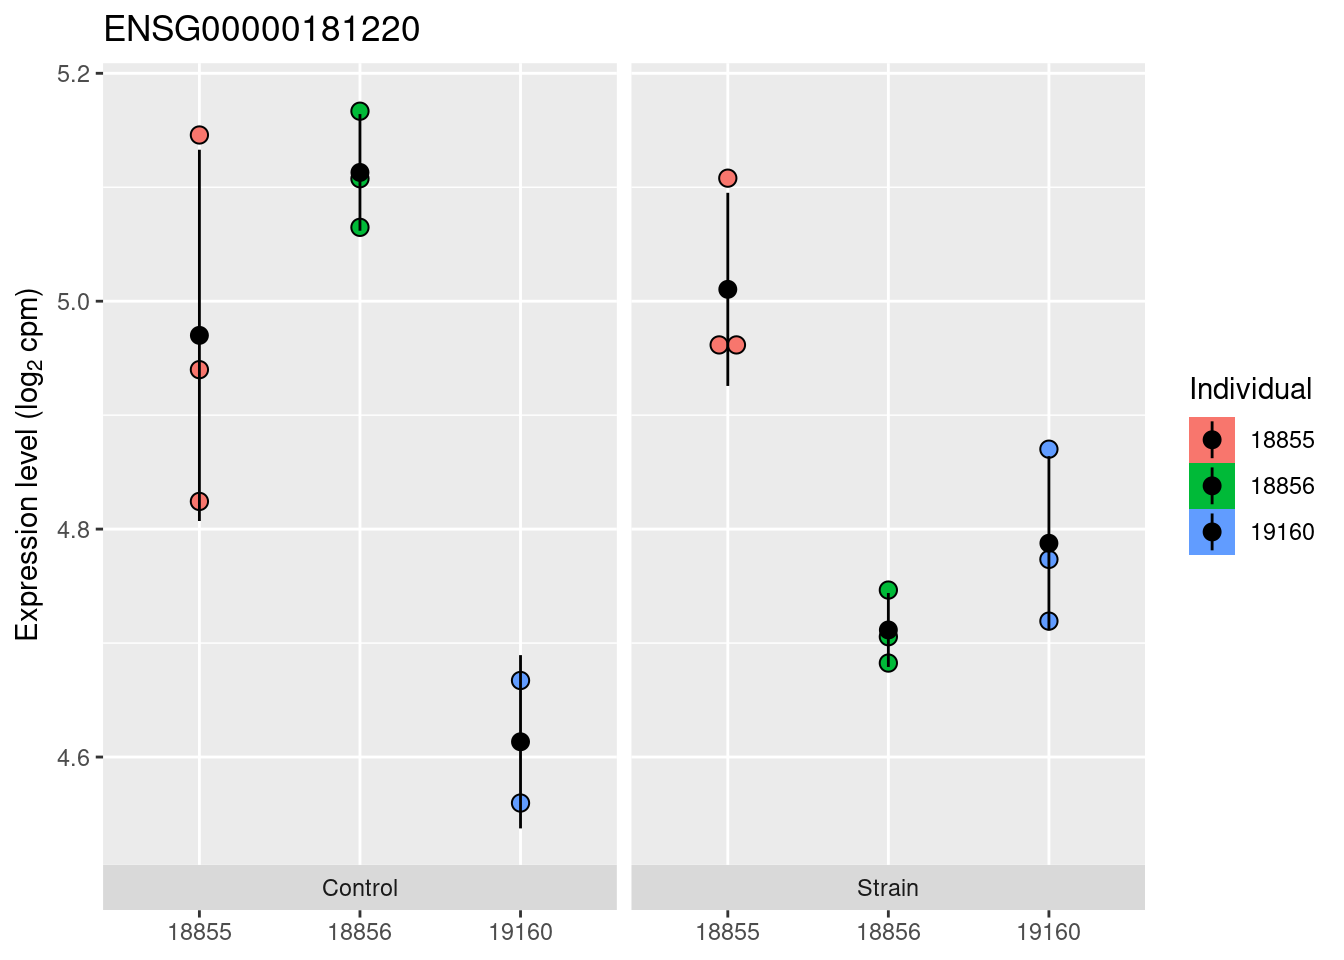 ENSG00000181220
5.2
5.0
4.8
4.6
Expression level (log₂ cpm)
Control
Strain
18855
18856
19160
18855
18856
19160
Individual
18855
18856
19160